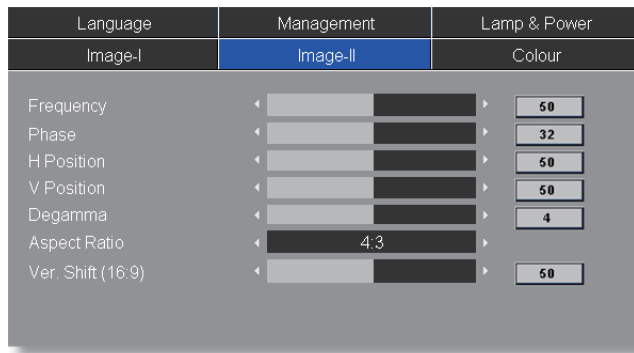 Language Management Lamp & Power
Image-I Image-II Colour
Frequency 50
Phase 32
H Position 50
V Position 50
Degamma 4
Aspect Ratio 4:3
Ver. Shift (16:9) 50